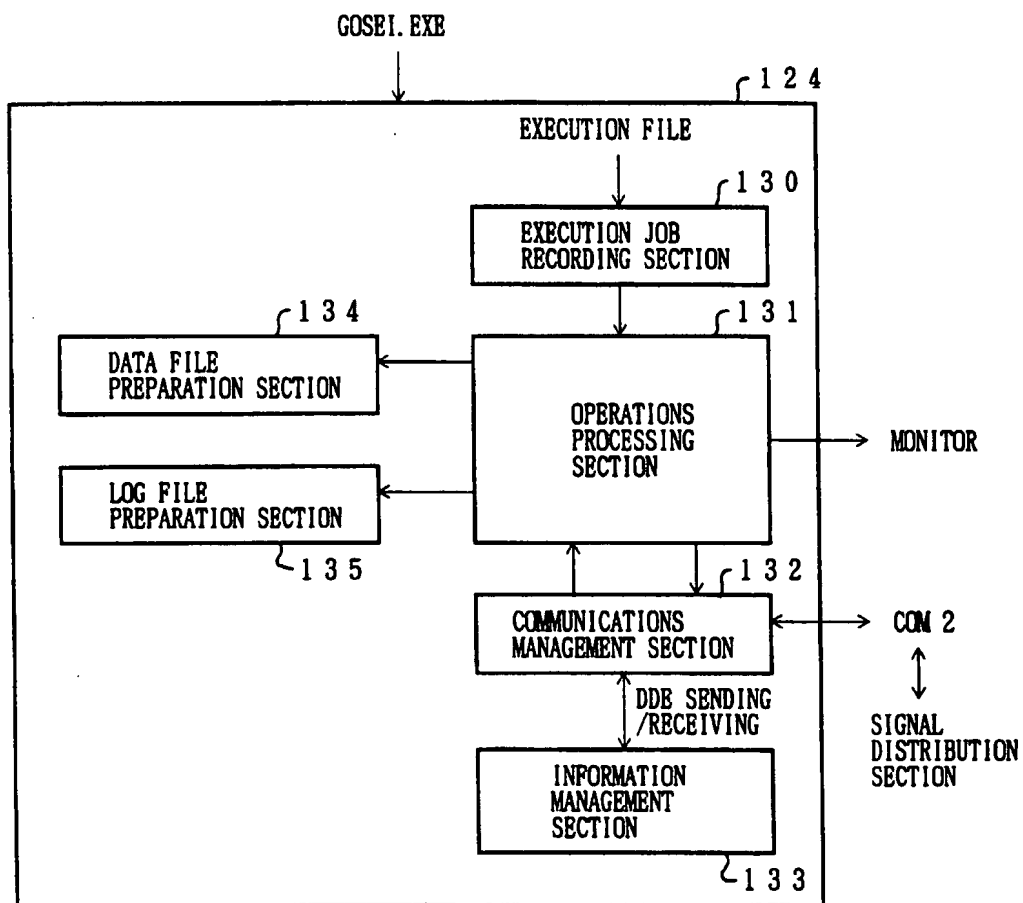 GOSEI.EXE
124
EXECUTION FILE
130
EXECUTION JOB
RECORDING SECTION
134
131
DATA FILE
PREPARATION SECTION
OPERATIONS
PROCESSING
SECTION
MONITOR
LOG FILE
PREPARATION SECTION
135
132
COMMUNICATIONS
MANAGEMENT SECTION
COM 2
DDE SENDING
/RECEIVING
SIGNAL
DISTRIBUTION
SECTION
INFORMATION
MANAGEMENT
SECTION
133